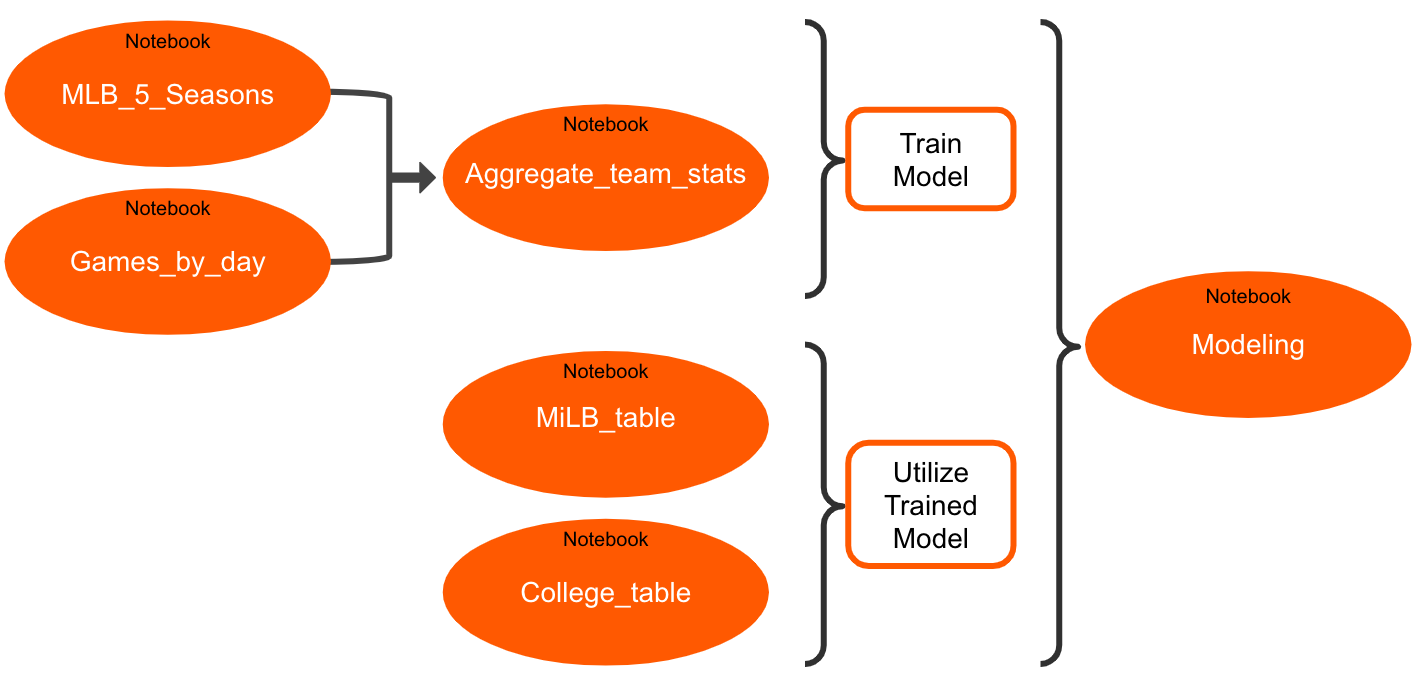 Notebook
MLB_5_Seasons
Notebook
Games_by_day
Notebook
Aggregate_team_stats
Train
Model
Notebook
MiLB_table
Notebook
College_table
Utilize
Trained
Model
Notebook
Modeling